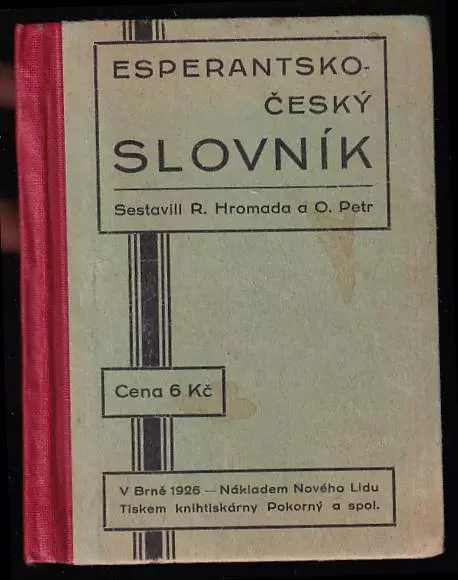 ESPERANTSKO-
ČESKÝ
SLOVNÍK
Sestavili R. Hromada a O. Petr
Cena 6 Kč
V Brně 1926 — Nákladem Nového Lidu
Tiskem knihtiskárny Pokorný a spol.